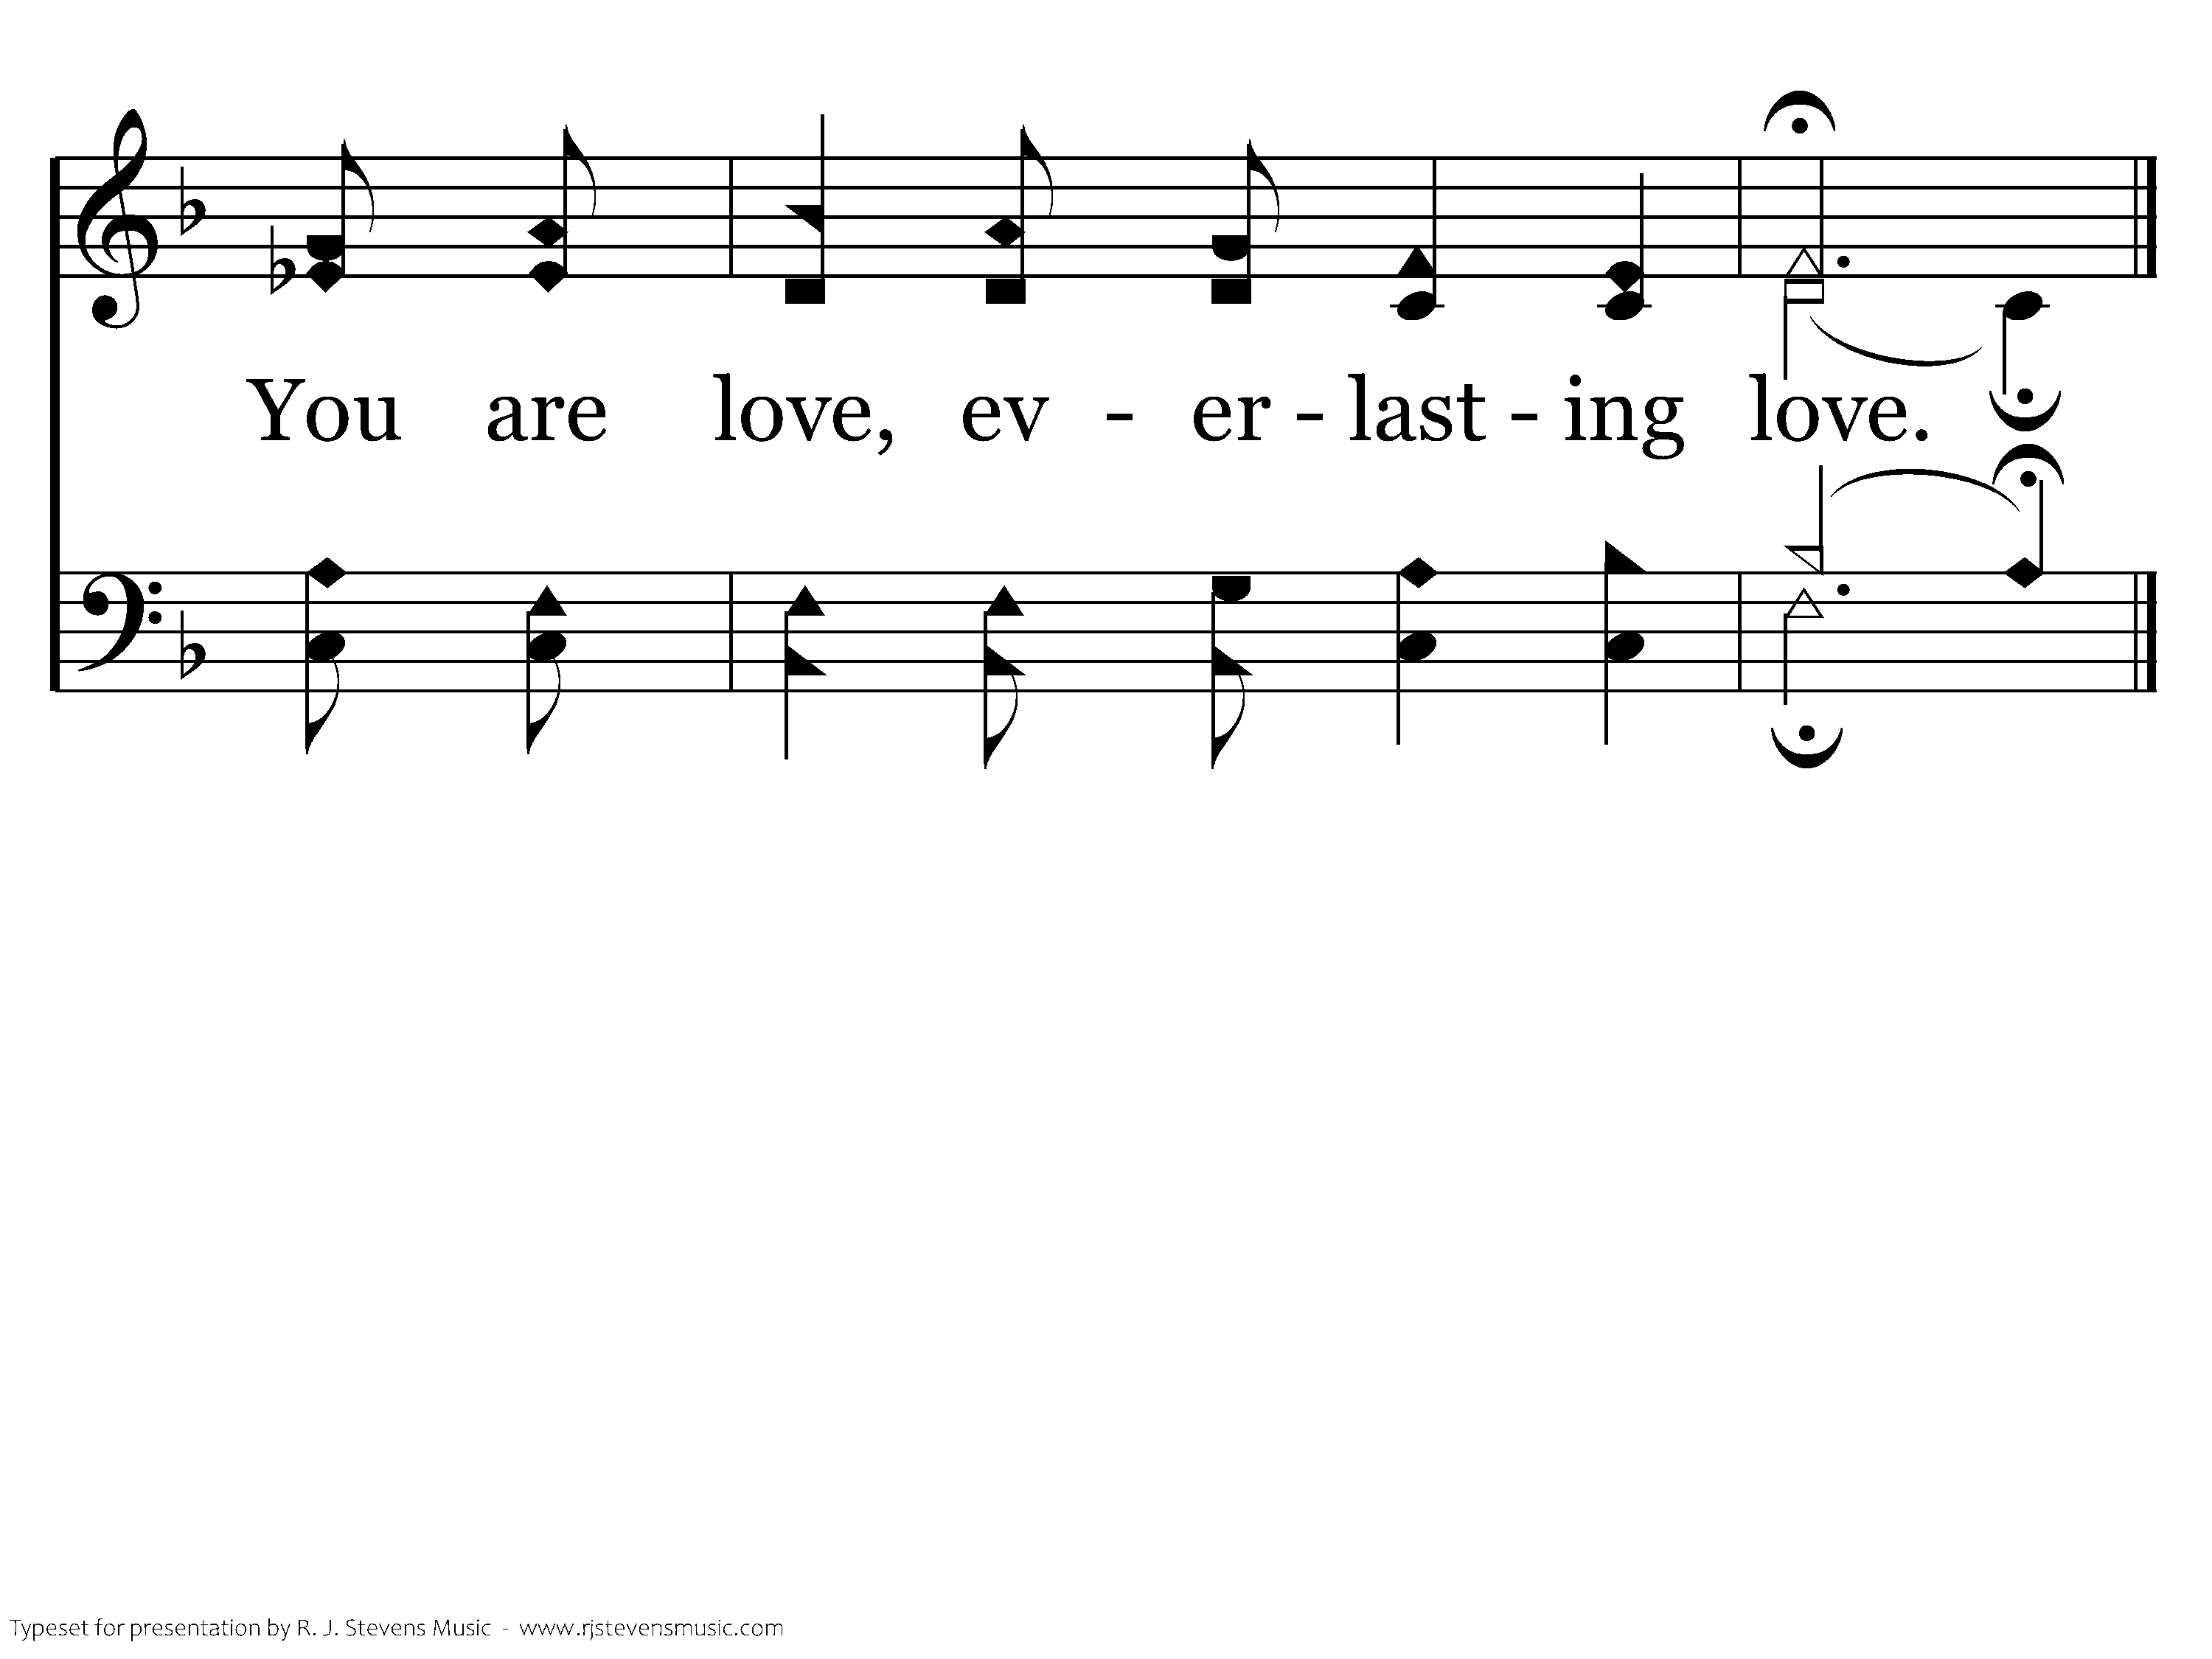 You are love, ev - er - last - ing love.
Typeset for presentation by R. J. Stevens Music - www.rjstevensmusic.com